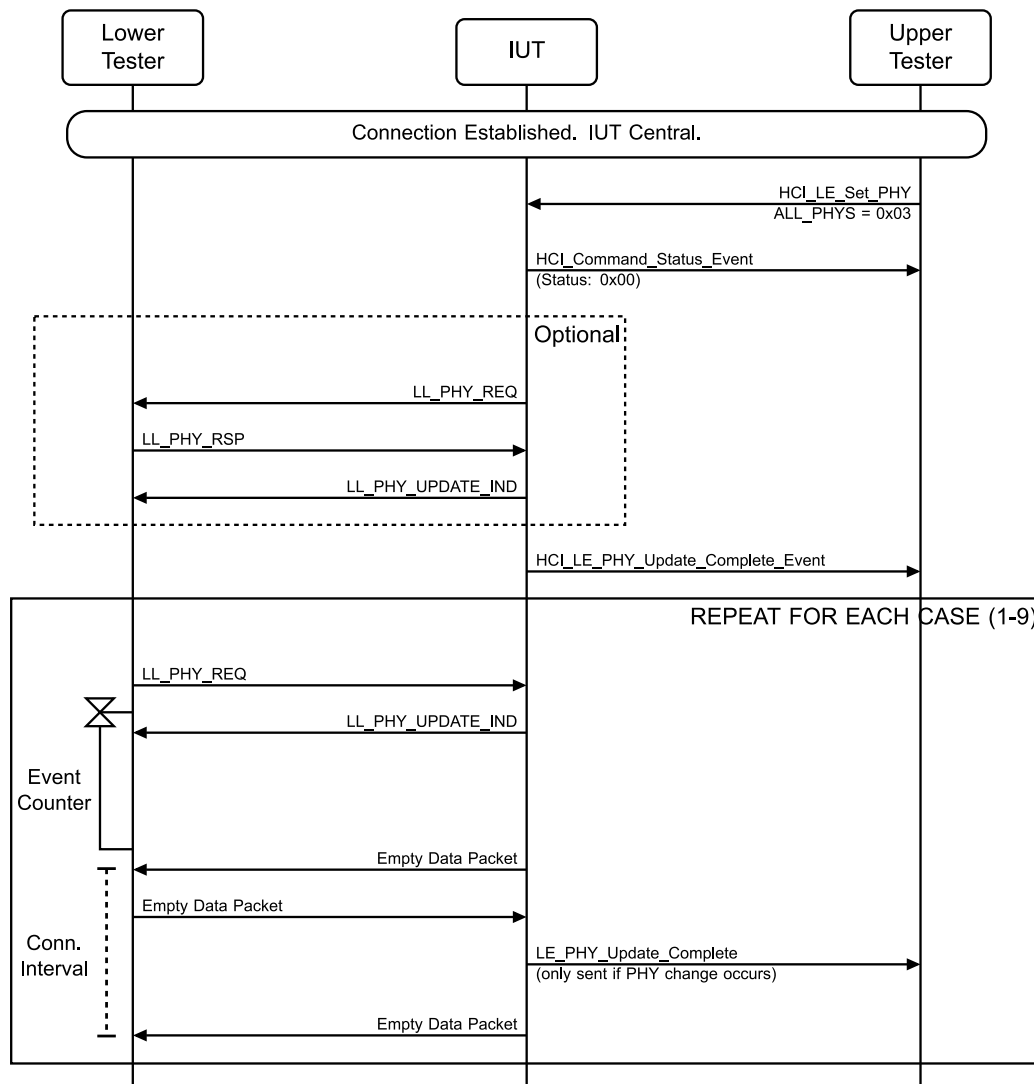 Lower
Tester
IUT
Upper
Tester
Connection Established. IUT Central.
HCI_LE_Set_PHY
ALL_PHYS = 0x03
HCI_Command_Status_Event
(Status: 0x00)
Optional
LL_PHY_REQ
LL_PHY_RSP
LL_PHY_UPDATE_IND
HCI_LE_PHY_Update_Complete_Event
REPEAT FOR EACH CASE (1-9)
LL_PHY_REQ
LL_PHY_UPDATE_IND
Event
Counter
Empty Data Packet
Empty Data Packet
Conn.
Interval
LE_PHY_Update_Complete
(only sent if PHY change occurs)
Empty Data Packet